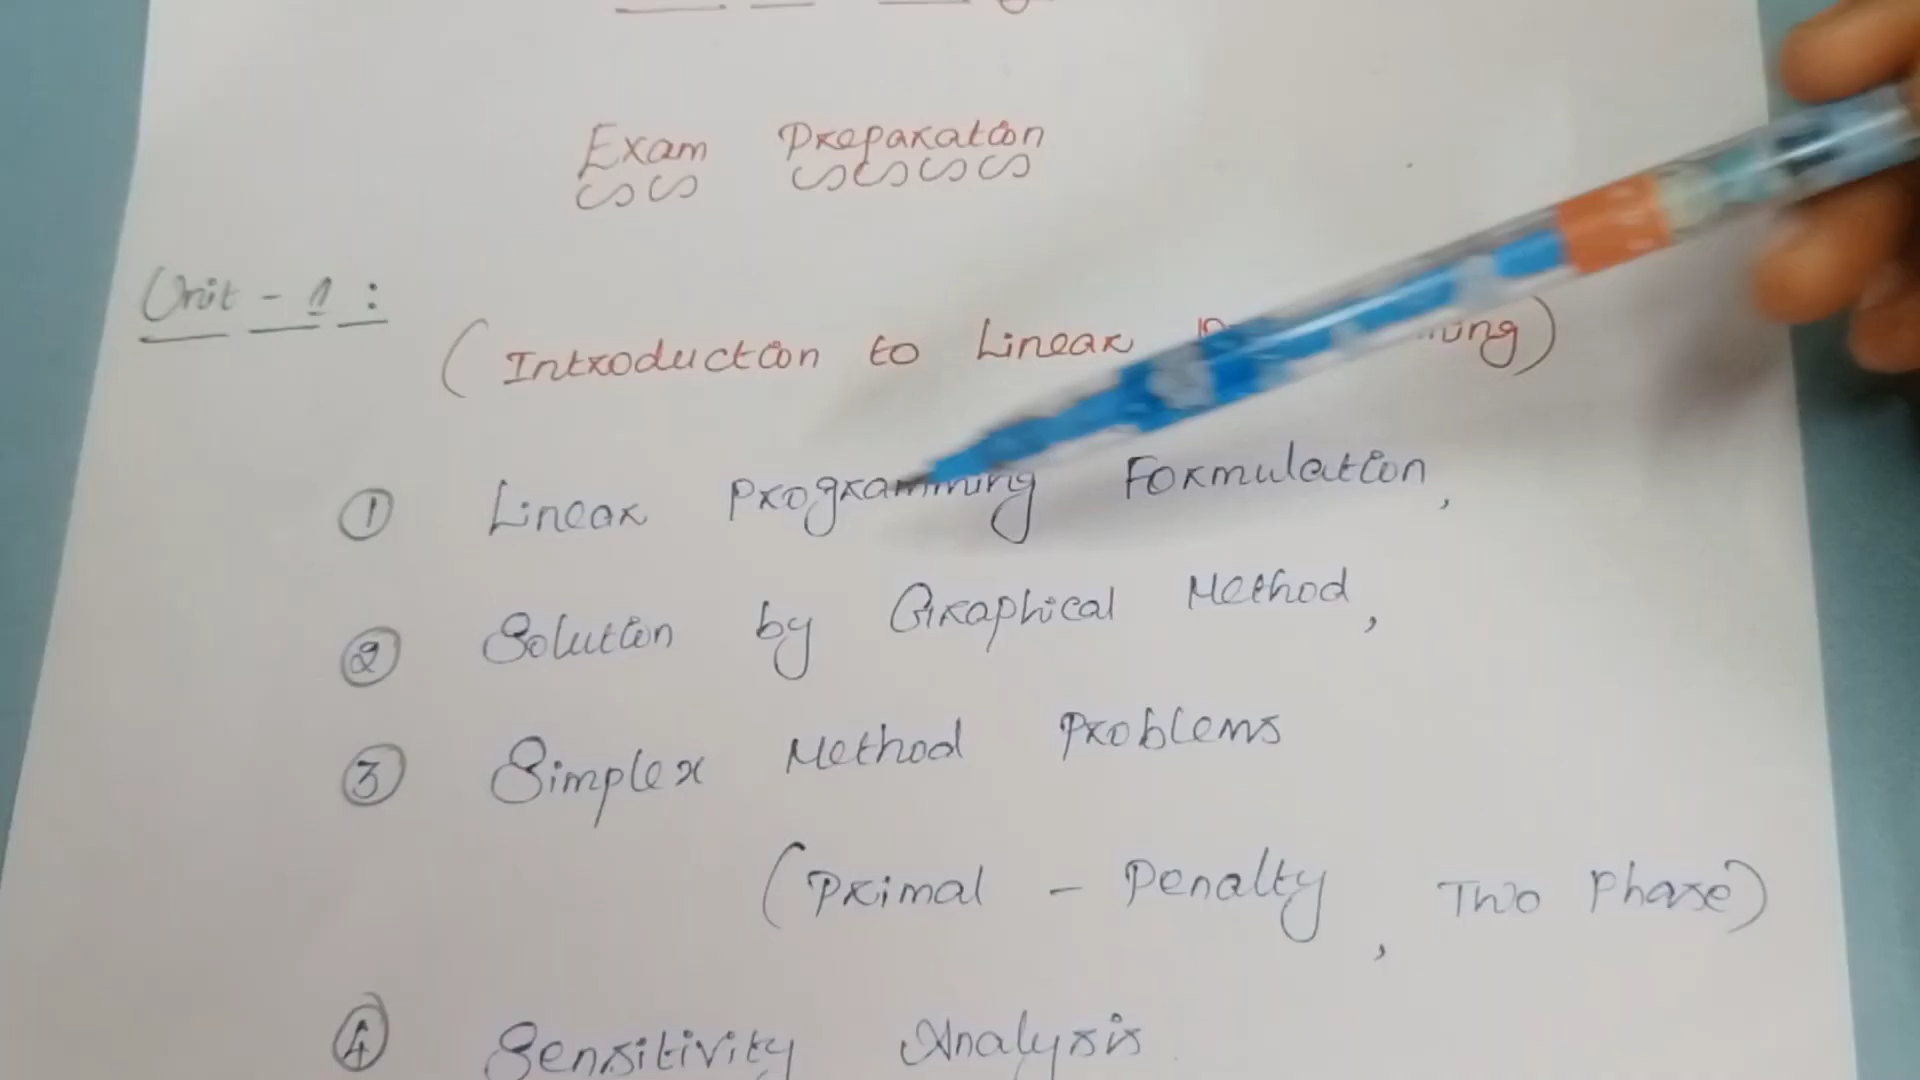 Exam Preparation
Unit - 1 :
(Introduction to Linear
① Linear Programming Formulation,
② Solution by Graphical Method,
③ Simplex Method Problems
(Primal - Penalty, Two Phase)
④ Sensitivity Analysis